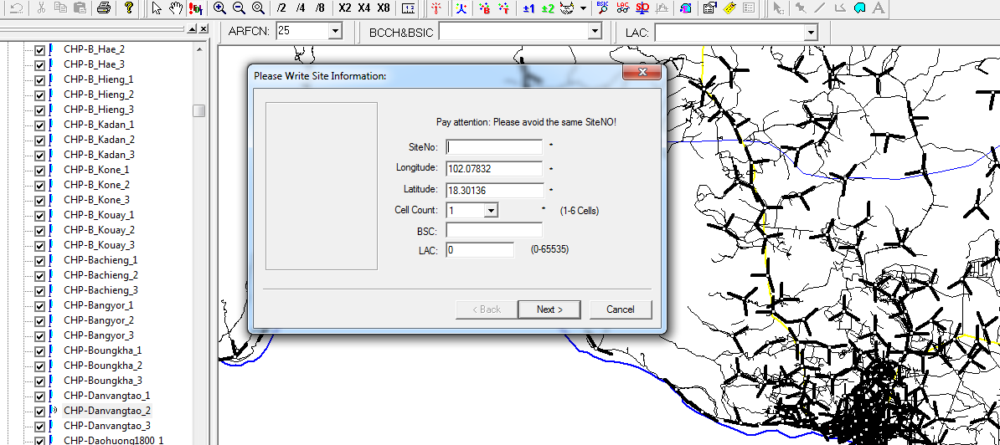 /2 /4 /8 X2 X4 X8 ±1 ±2 BSIC LAC
ARFCN: 25 BCCH&BSIC LAC:
CHP-B_Hae_2
CHP-B_Hae_3
CHP-B_Hieng_1
CHP-B_Hieng_2
CHP-B_Hieng_3
CHP-B_Kadan_1
CHP-B_Kadan_2
CHP-B_Kadan_3
CHP-B_Kone_1
CHP-B_Kone_2
CHP-B_Kone_3
CHP-B_Kouay_1
CHP-B_Kouay_2
CHP-B_Kouay_3
CHP-Bachieng_1
CHP-Bachieng_2
CHP-Bachieng_3
CHP-Bangyor_1
CHP-Bangyor_2
CHP-Bangyor_3
CHP-Boungkha_1
CHP-Boungkha_2
CHP-Boungkha_3
CHP-Danvangtao_1
CHP-Danvangtao_2
CHP-Danvangtao_3
CHP-Daohuong1800_1
Please Write Site Information:
Pay attention: Please avoid the same SiteNO!
SiteNo: *
Longitude: 102.07832 *
Latitude: 18.30136 *
Cell Count: 1 * (1-6 Cells)
BSC:
LAC: 0 (0-65535)
< Back Next > Cancel